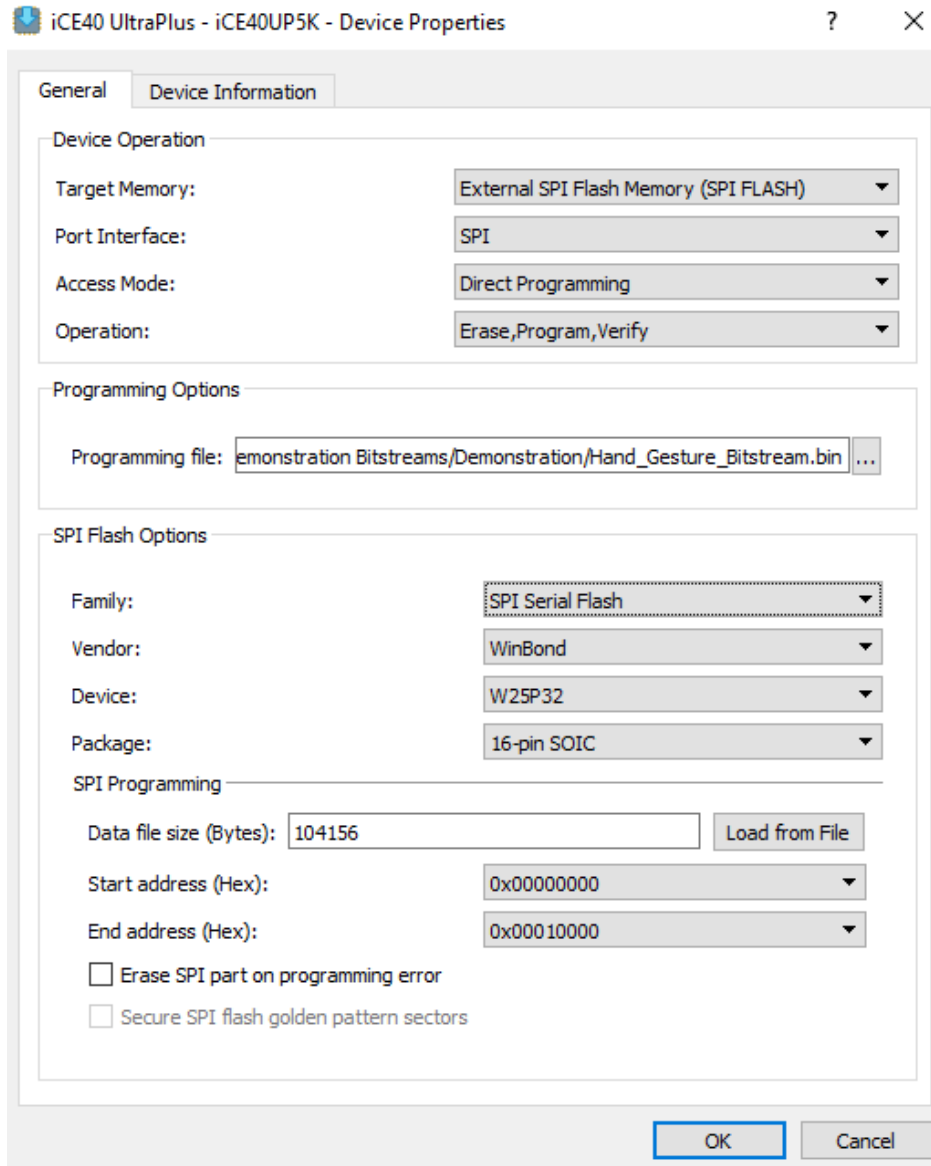 iCE40 UltraPlus - iCE40UP5K - Device Properties ? ×
General Device Information
Device Operation
Target Memory: External SPI Flash Memory (SPI FLASH)
Port Interface: SPI
Access Mode: Direct Programming
Operation: Erase,Program,Verify
Programming Options
Programming file: emonstration Bitstreams/Demonstration/Hand_Gesture_Bitstream.bin ...
SPI Flash Options
Family: SPI Serial Flash
Vendor: WinBond
Device: W25P32
Package: 16-pin SOIC
SPI Programming
Data file size (Bytes): 104156 Load from File
Start address (Hex): 0x00000000
End address (Hex): 0x00010000
Erase SPI part on programming error
Secure SPI flash golden pattern sectors
OK Cancel